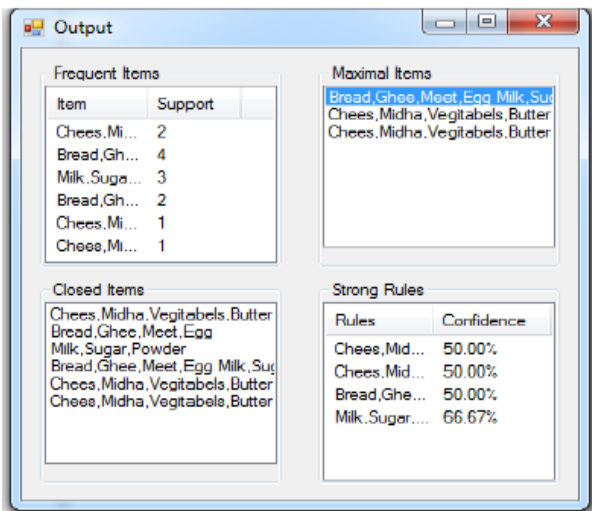 Output
Frequent Items
Item Support
Chees,Mi... 2
Bread,Gh... 4
Milk,Suga... 3
Bread,Gh... 2
Chees,Mi... 1
Chees,Mi... 1
Maximal Items
Bread,Ghee,Meet,Egg Milk,Sug
Chees,Midha,Vegitabels,Butter
Chees,Midha,Vegitabels,Butter
Closed Items
Chees,Midha,Vegitabels,Butter
Bread,Ghee,Meet,Egg
Milk,Sugar,Powder
Bread,Ghee,Meet,Egg Milk,Sug
Chees,Midha,Vegitabels,Butter
Chees,Midha,Vegitabels,Butter
Strong Rules
Rules Confidence
Chees,Mid... 50.00%
Chees,Mid... 50.00%
Bread,Ghe... 50.00%
Milk,Sugar.... 66.67%